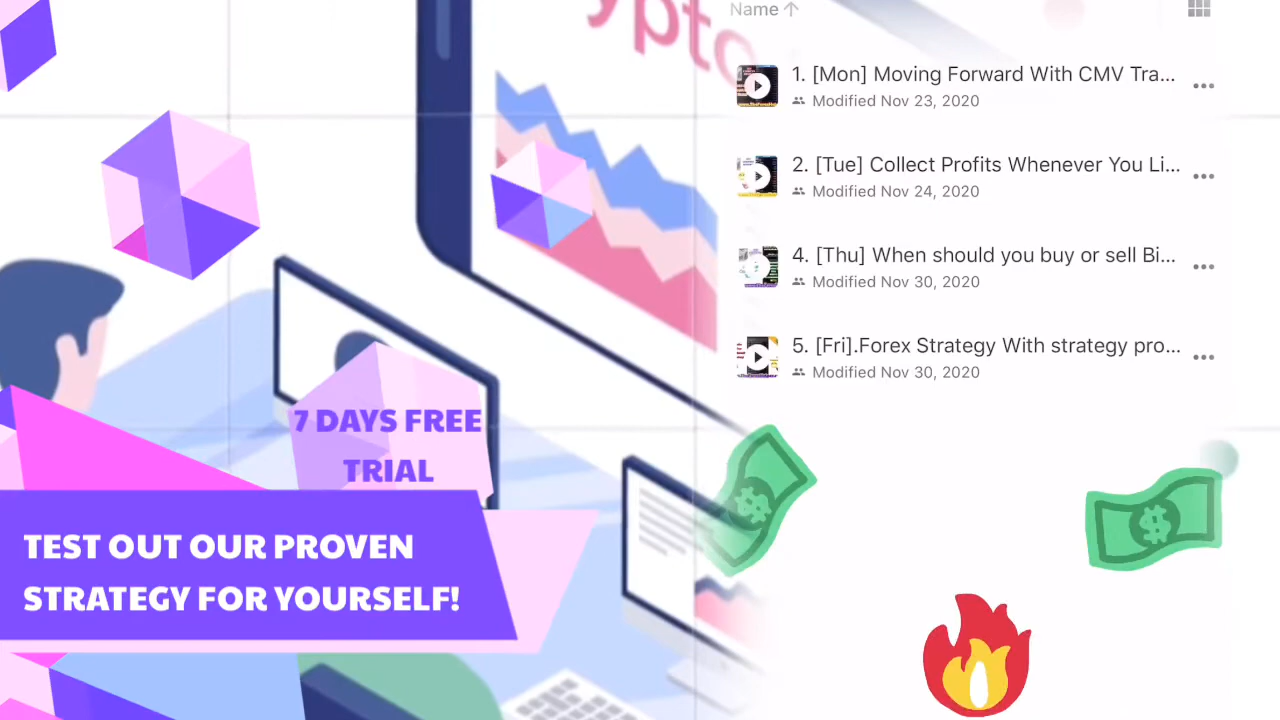 ypto
Name ↑
1. [Mon] Moving Forward With CMV Tra...
Modified Nov 23, 2020
2. [Tue] Collect Profits Whenever You Li...
Modified Nov 24, 2020
4. [Thu] When should you buy or sell Bi...
Modified Nov 30, 2020
5. [Fri].Forex Strategy With strategy pro...
Modified Nov 30, 2020
7 DAYS FREE
TRIAL
TEST OUT OUR PROVEN
STRATEGY FOR YOURSELF!